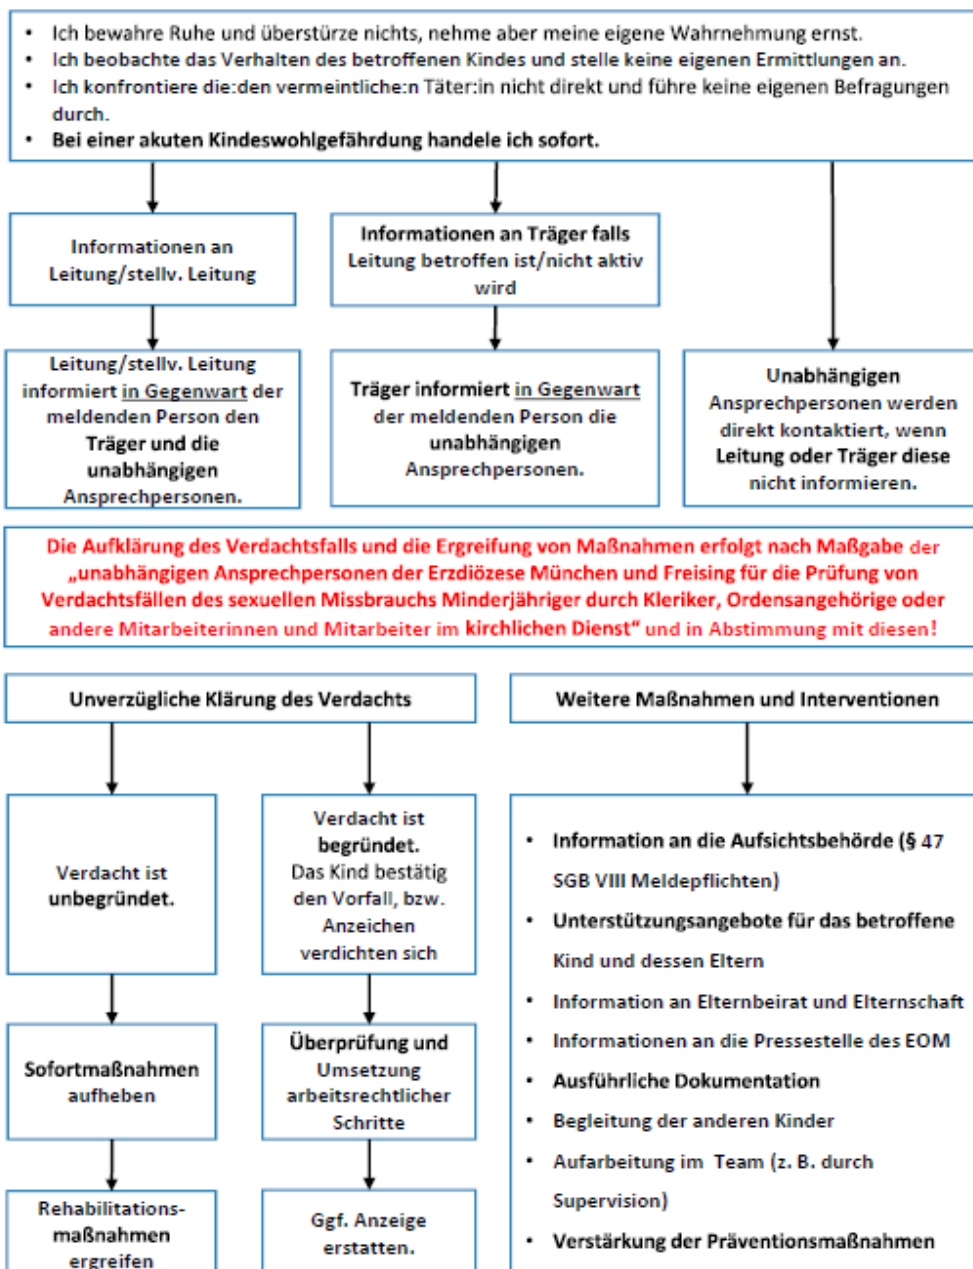 • Ich bewahre Ruhe und überstürze nichts, nehme aber meine eigene Wahrnehmung ernst.
• Ich beobachte das Verhalten des betroffenen Kindes und stelle keine eigenen Ermittlungen an.
• Ich konfrontiere die:den vermeintliche:n Täter:in nicht direkt und führe keine eigenen Befragungen
durch.
• Bei einer akuten Kindeswohlgefährdung handele ich sofort.
Informationen an
Leitung/stellv. Leitung
Informationen an Träger falls
Leitung betroffen ist/nicht aktiv
wird
Leitung/stellv. Leitung
informiert in Gegenwart der
meldenden Person den
Träger und die
unabhängigen
Ansprechpersonen.
Träger informiert in Gegenwart
der meldenden Person die
unabhängigen
Ansprechpersonen.
Unabhängigen
Ansprechpersonen werden
direkt kontaktiert, wenn
Leitung oder Träger diese
nicht informieren.
Die Aufklärung des Verdachtsfalls und die Ergreifung von Maßnahmen erfolgt nach Maßgabe der
„unabhängigen Ansprechpersonen der Erzdiözese München und Freising für die Prüfung von
Verdachtsfällen des sexuellen Missbrauchs Minderjähriger durch Kleriker, Ordensangehörige oder
andere Mitarbeiterinnen und Mitarbeiter im kirchlichen Dienst“ und in Abstimmung mit diesen!
Unverzügliche Klärung des Verdachts
Verdacht ist
unbegründet.
Sofortmaßnahmen
aufheben
Rehabilitations-
maßnahmen
ergreifen
Verdacht ist
begründet.
Das Kind bestätig
den Vorfall, bzw.
Anzeichen
verdichten sich
Überprüfung und
Umsetzung
arbeitsrechtlicher
Schritte
Ggf. Anzeige
erstatten.
Weitere Maßnahmen und Interventionen
• Information an die Aufsichtsbehörde (§ 47
SGB VIII Meldepflichten)
• Unterstützungsangebote für das betroffene
Kind und dessen Eltern
• Information an Elternbeirat und Elternschaft
• Informationen an die Pressestelle des EOM
• Ausführliche Dokumentation
• Begleitung der anderen Kinder
• Aufarbeitung im Team (z. B. durch
Supervision)
• Verstärkung der Präventionsmaßnahmen